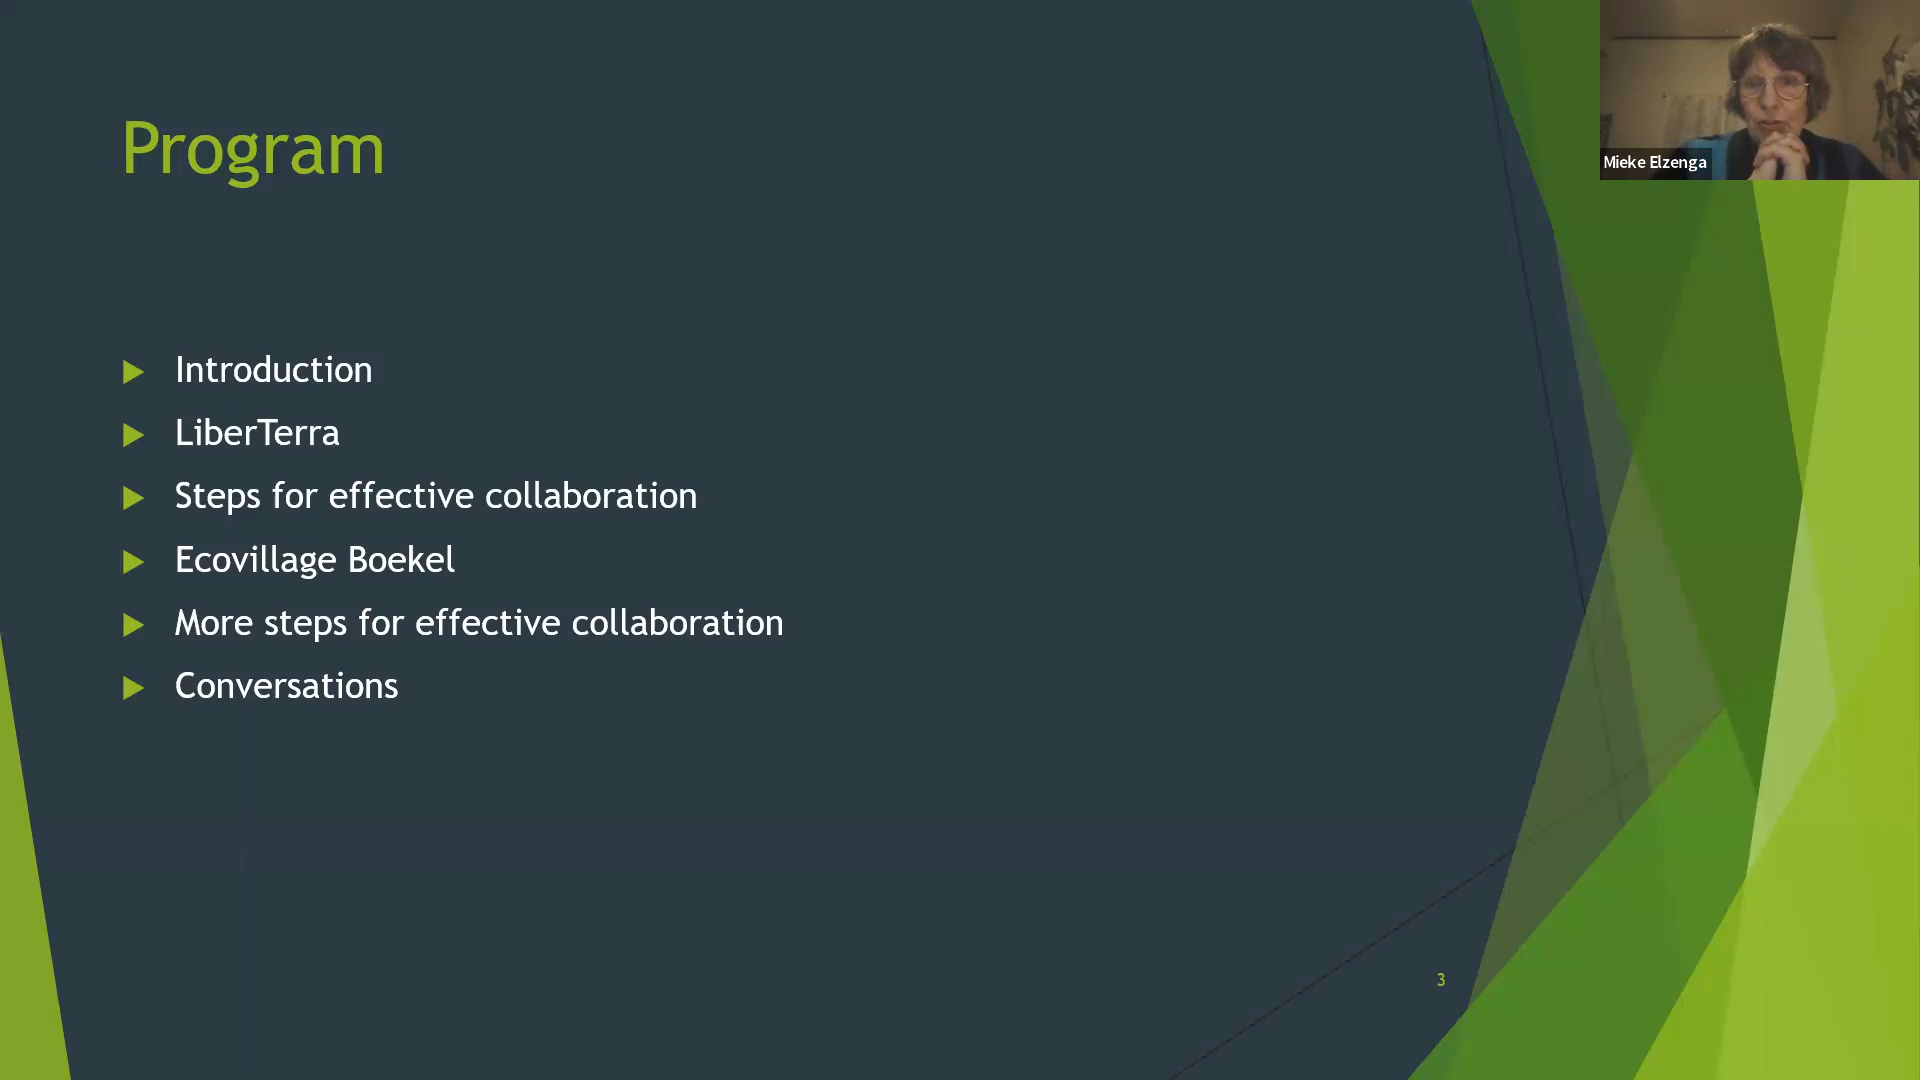 Program
Introduction
LiberTerra
Steps for effective collaboration
Ecovillage Boekel
More steps for effective collaboration
Conversations
Mieke Elzenga
3